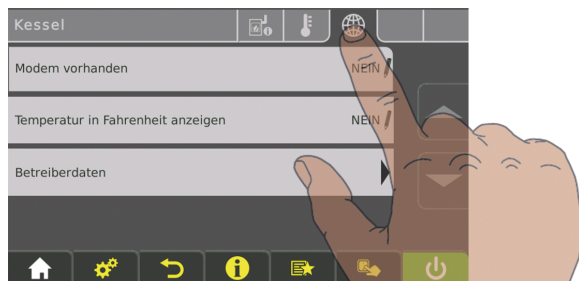 Kessel
Modem vorhanden NEIN
Temperatur in Fahrenheit anzeigen NEIN
Betreiberdaten